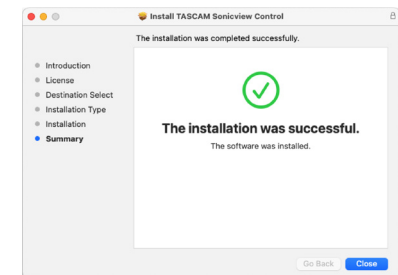 Install TASCAM Sonicview Control
The installation was completed successfully.
Introduction
License
Destination Select
Installation Type
Installation
Summary
The installation was successful.
The software was installed.
Go Back
Close